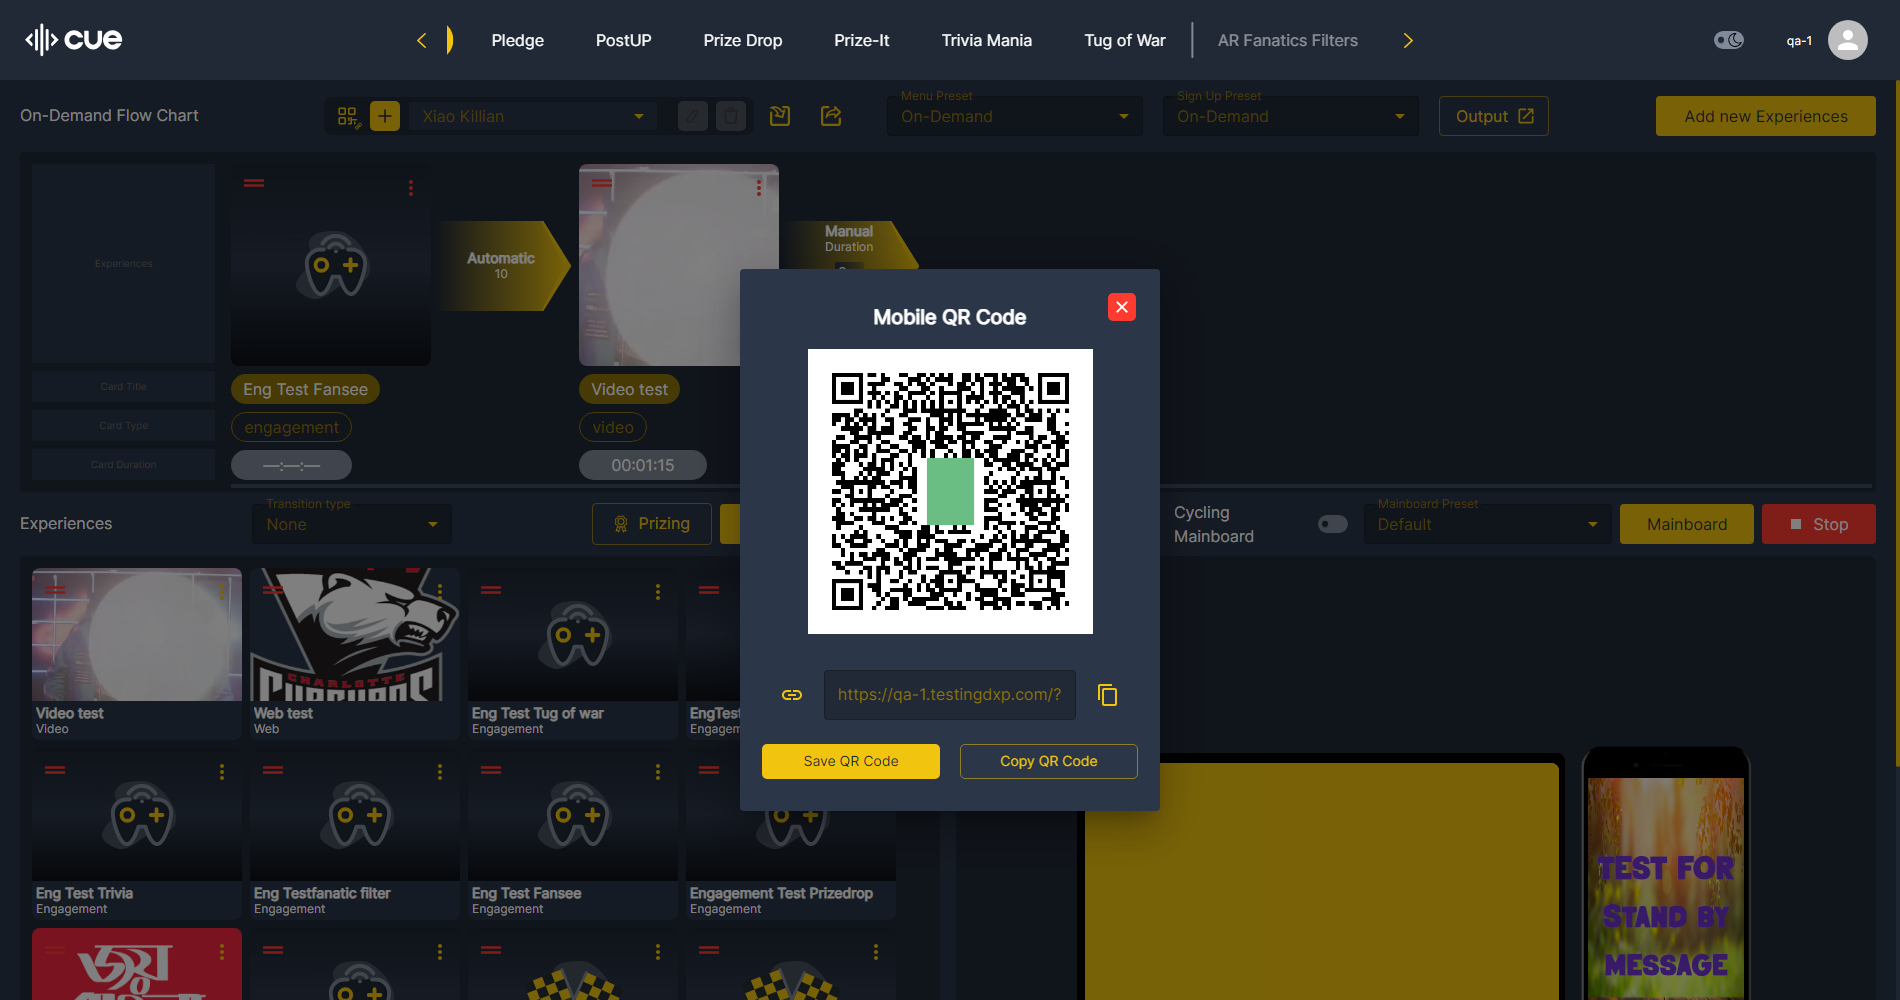 cue
Pledge
PostUP
Prize Drop
Prize-It
Trivia Mania
Tug of War
AR Fanatics Filters
qa-1
On-Demand Flow Chart
Xiao Killian
Menu Preset
On-Demand
Sign Up Preset
On-Demand
Output
Add new Experiences
Experiences
Automatic
10
Manual
Duration
Card Title
Eng Test Fansee
Video test
Card Type
engagement
video
Card Duration
—:—:—
00:01:15
Mobile QR Code
https://qa-1.testingdxp.com/?
Save QR Code
Copy QR Code
Experiences
Transition type
None
Prizing
Cycling
Mainboard
Mainboard Preset
Default
Mainboard
Stop
CHARLOTTE
Video test
Video
Web test
Web
Eng Test Tug of war
Engagement
EngTest
Engagement
Eng Test Trivia
Engagement
Eng Testfanatic filter
Engagement
Eng Test Fansee
Engagement
Engagement Test Prizedrop
Engagement
TEST FOR
STAND BY
MESSAGE